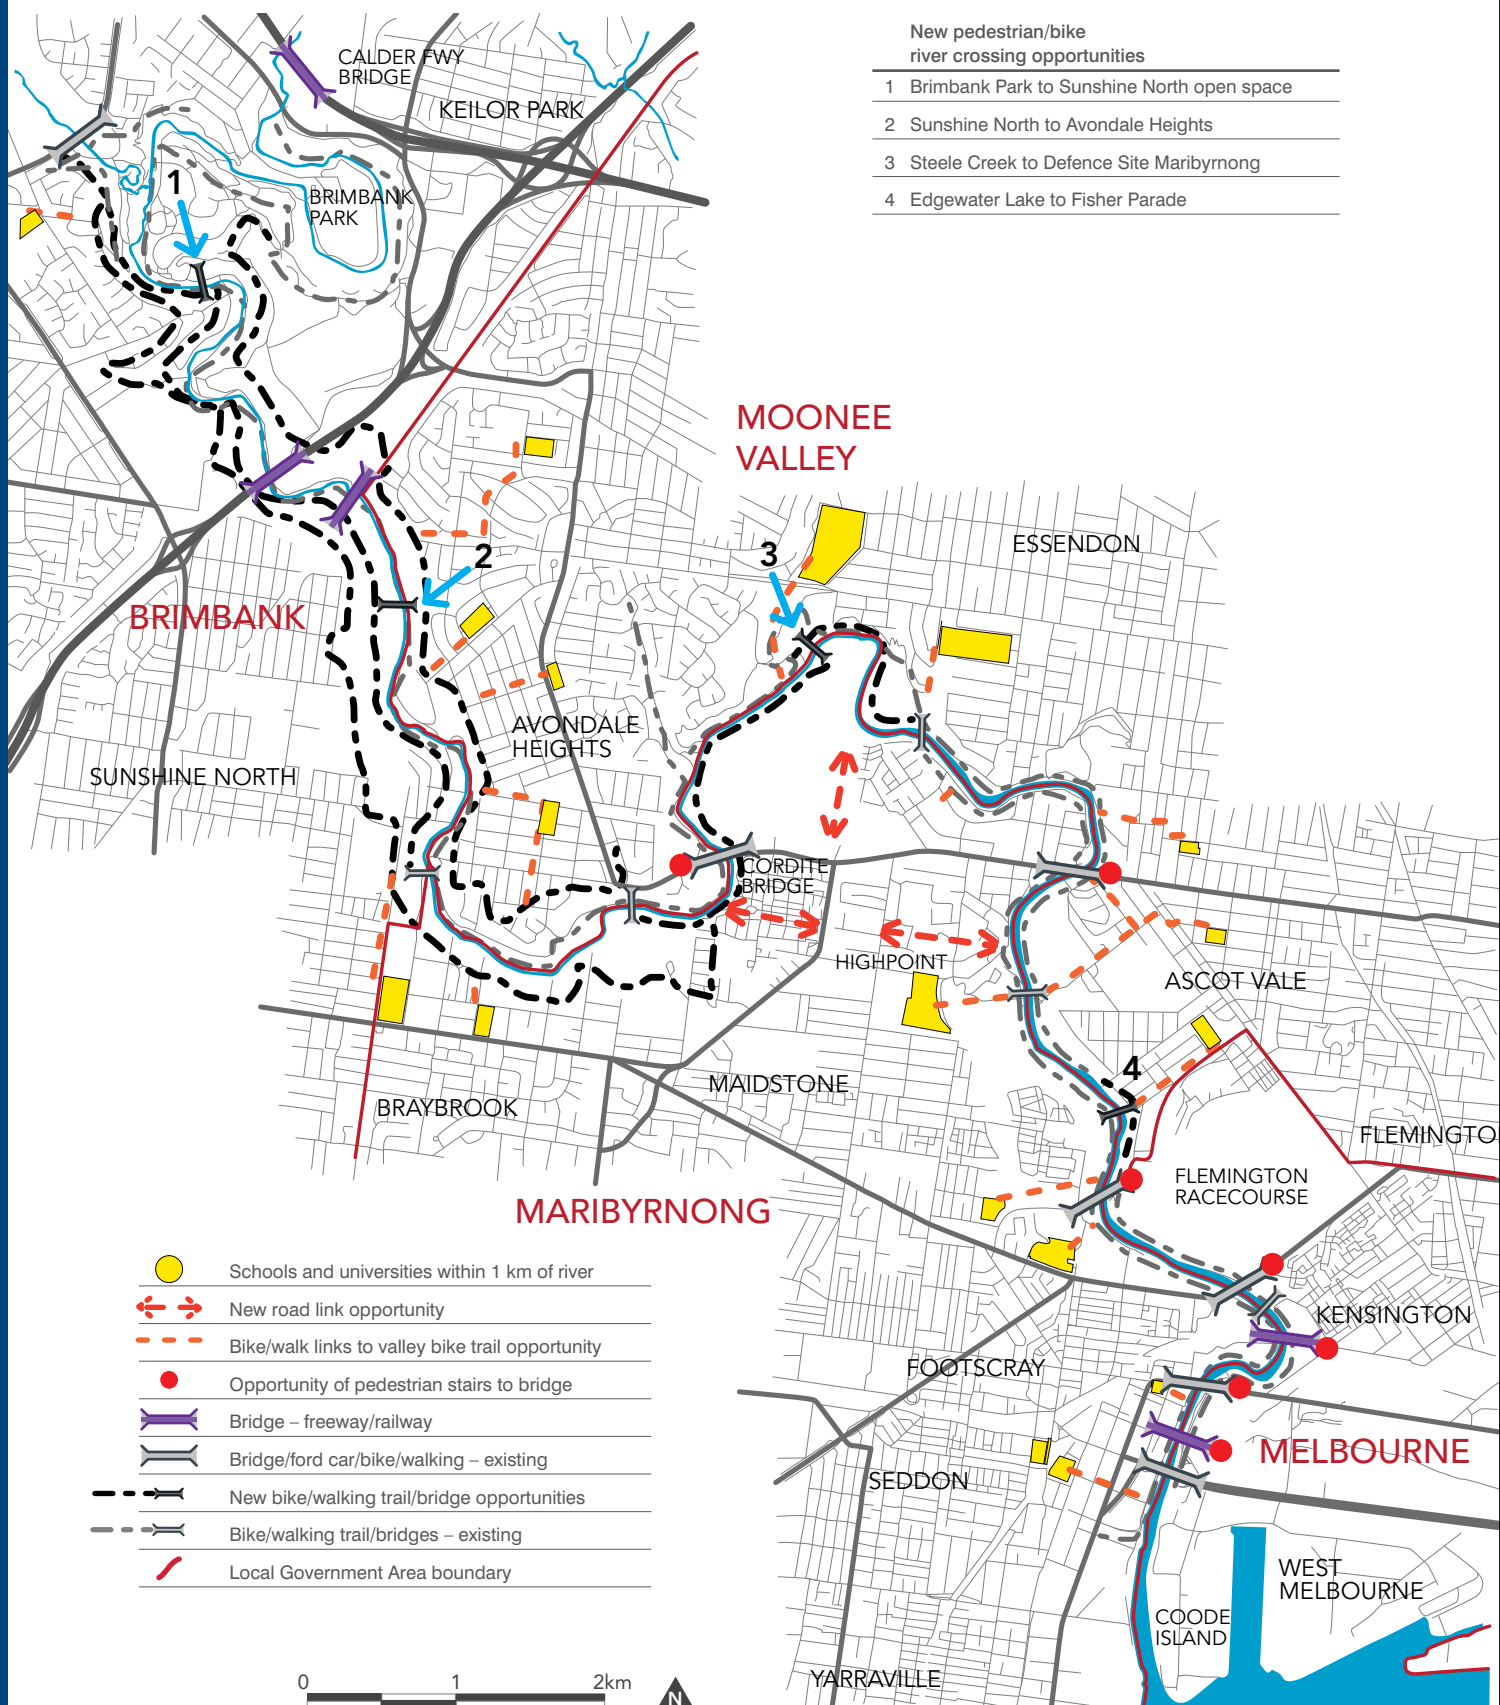 New pedestrian/bike
river crossing opportunities
1 Brimbank Park to Sunshine North open space
2 Sunshine North to Avondale Heights
3 Steele Creek to Defence Site Maribyrnong
4 Edgewater Lake to Fisher Parade
CALDER FWY
BRIDGE
KEILOR PARK
1
BRIMBANK
PARK
MOONEE
VALLEY
ESSENDON
2
3
BRIMBANK
AVONDALE
HEIGHTS
SUNSHINE NORTH
CORDITE
BRIDGE
HIGHPOINT
ASCOT VALE
4
MAIDSTONE
BRAYBROOK
FLEMINGTO
FLEMINGTON
RACECOURSE
MARIBYRNONG
KENSINGTON
FOOTSCRAY
MELBOURNE
SEDDON
WEST
MELBOURNE
COODE
ISLAND
YARRAVILLE
Schools and universities within 1 km of river
New road link opportunity
Bike/walk links to valley bike trail opportunity
Opportunity of pedestrian stairs to bridge
Bridge – freeway/railway
Bridge/ford car/bike/walking – existing
New bike/walking trail/bridge opportunities
Bike/walking trail/bridges – existing
Local Government Area boundary
0 1 2km
N